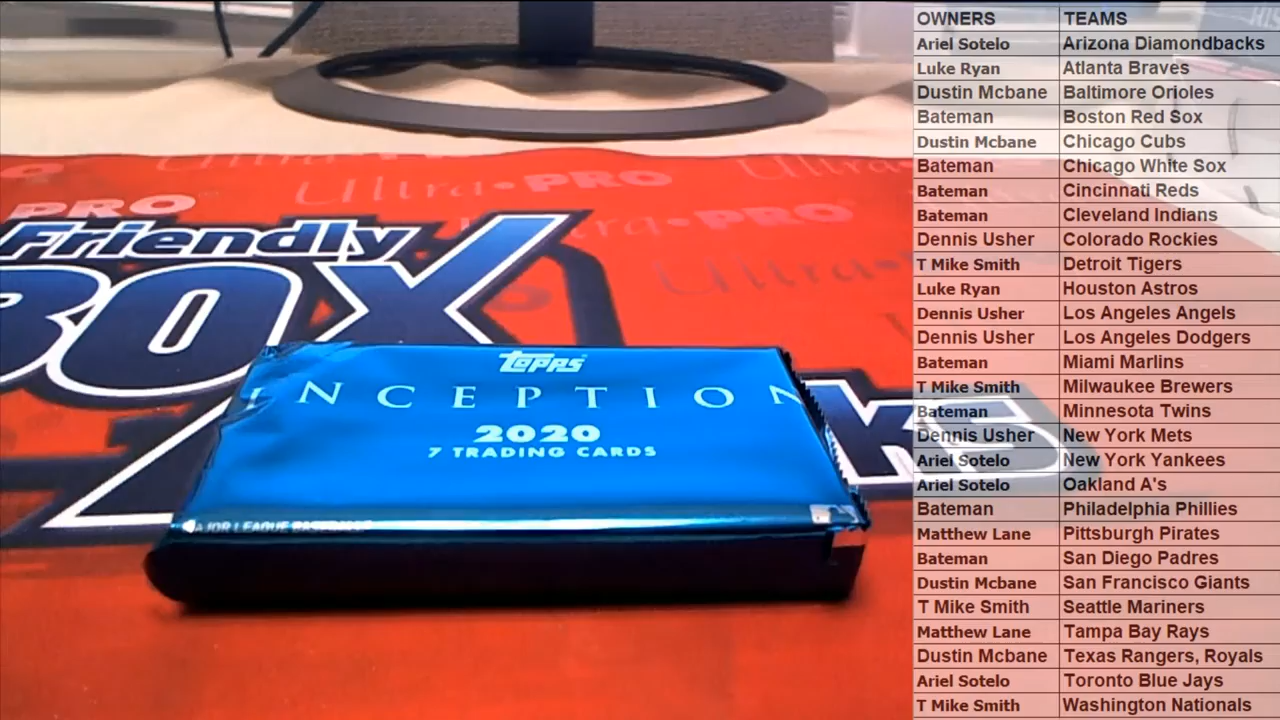 OWNERS TEAMS
Ariel Sotelo Arizona Diamondbacks
Luke Ryan Atlanta Braves
Dustin Mcbane Baltimore Orioles
Bateman Boston Red Sox
Dustin Mcbane Chicago Cubs
Bateman Chicago White Sox
Bateman Cincinnati Reds
Bateman Cleveland Indians
Dennis Usher Colorado Rockies
T Mike Smith Detroit Tigers
Luke Ryan Houston Astros
Dennis Usher Los Angeles Angels
Dennis Usher Los Angeles Dodgers
Bateman Miami Marlins
T Mike Smith Milwaukee Brewers
Bateman Minnesota Twins
Dennis Usher New York Mets
Ariel Sotelo New York Yankees
Ariel Sotelo Oakland A's
Bateman Philadelphia Phillies
Matthew Lane Pittsburgh Pirates
Bateman San Diego Padres
Dustin Mcbane San Francisco Giants
T Mike Smith Seattle Mariners
Matthew Lane Tampa Bay Rays
Dustin Mcbane Texas Rangers, Royals
Ariel Sotelo Toronto Blue Jays
T Mike Smith Washington Nationals
Ultra PRO
PRO
Friendly
BOX
topps
INCEPTION
2020
7 TRADING CARDS
MAJOR LEAGUE BASEBALL